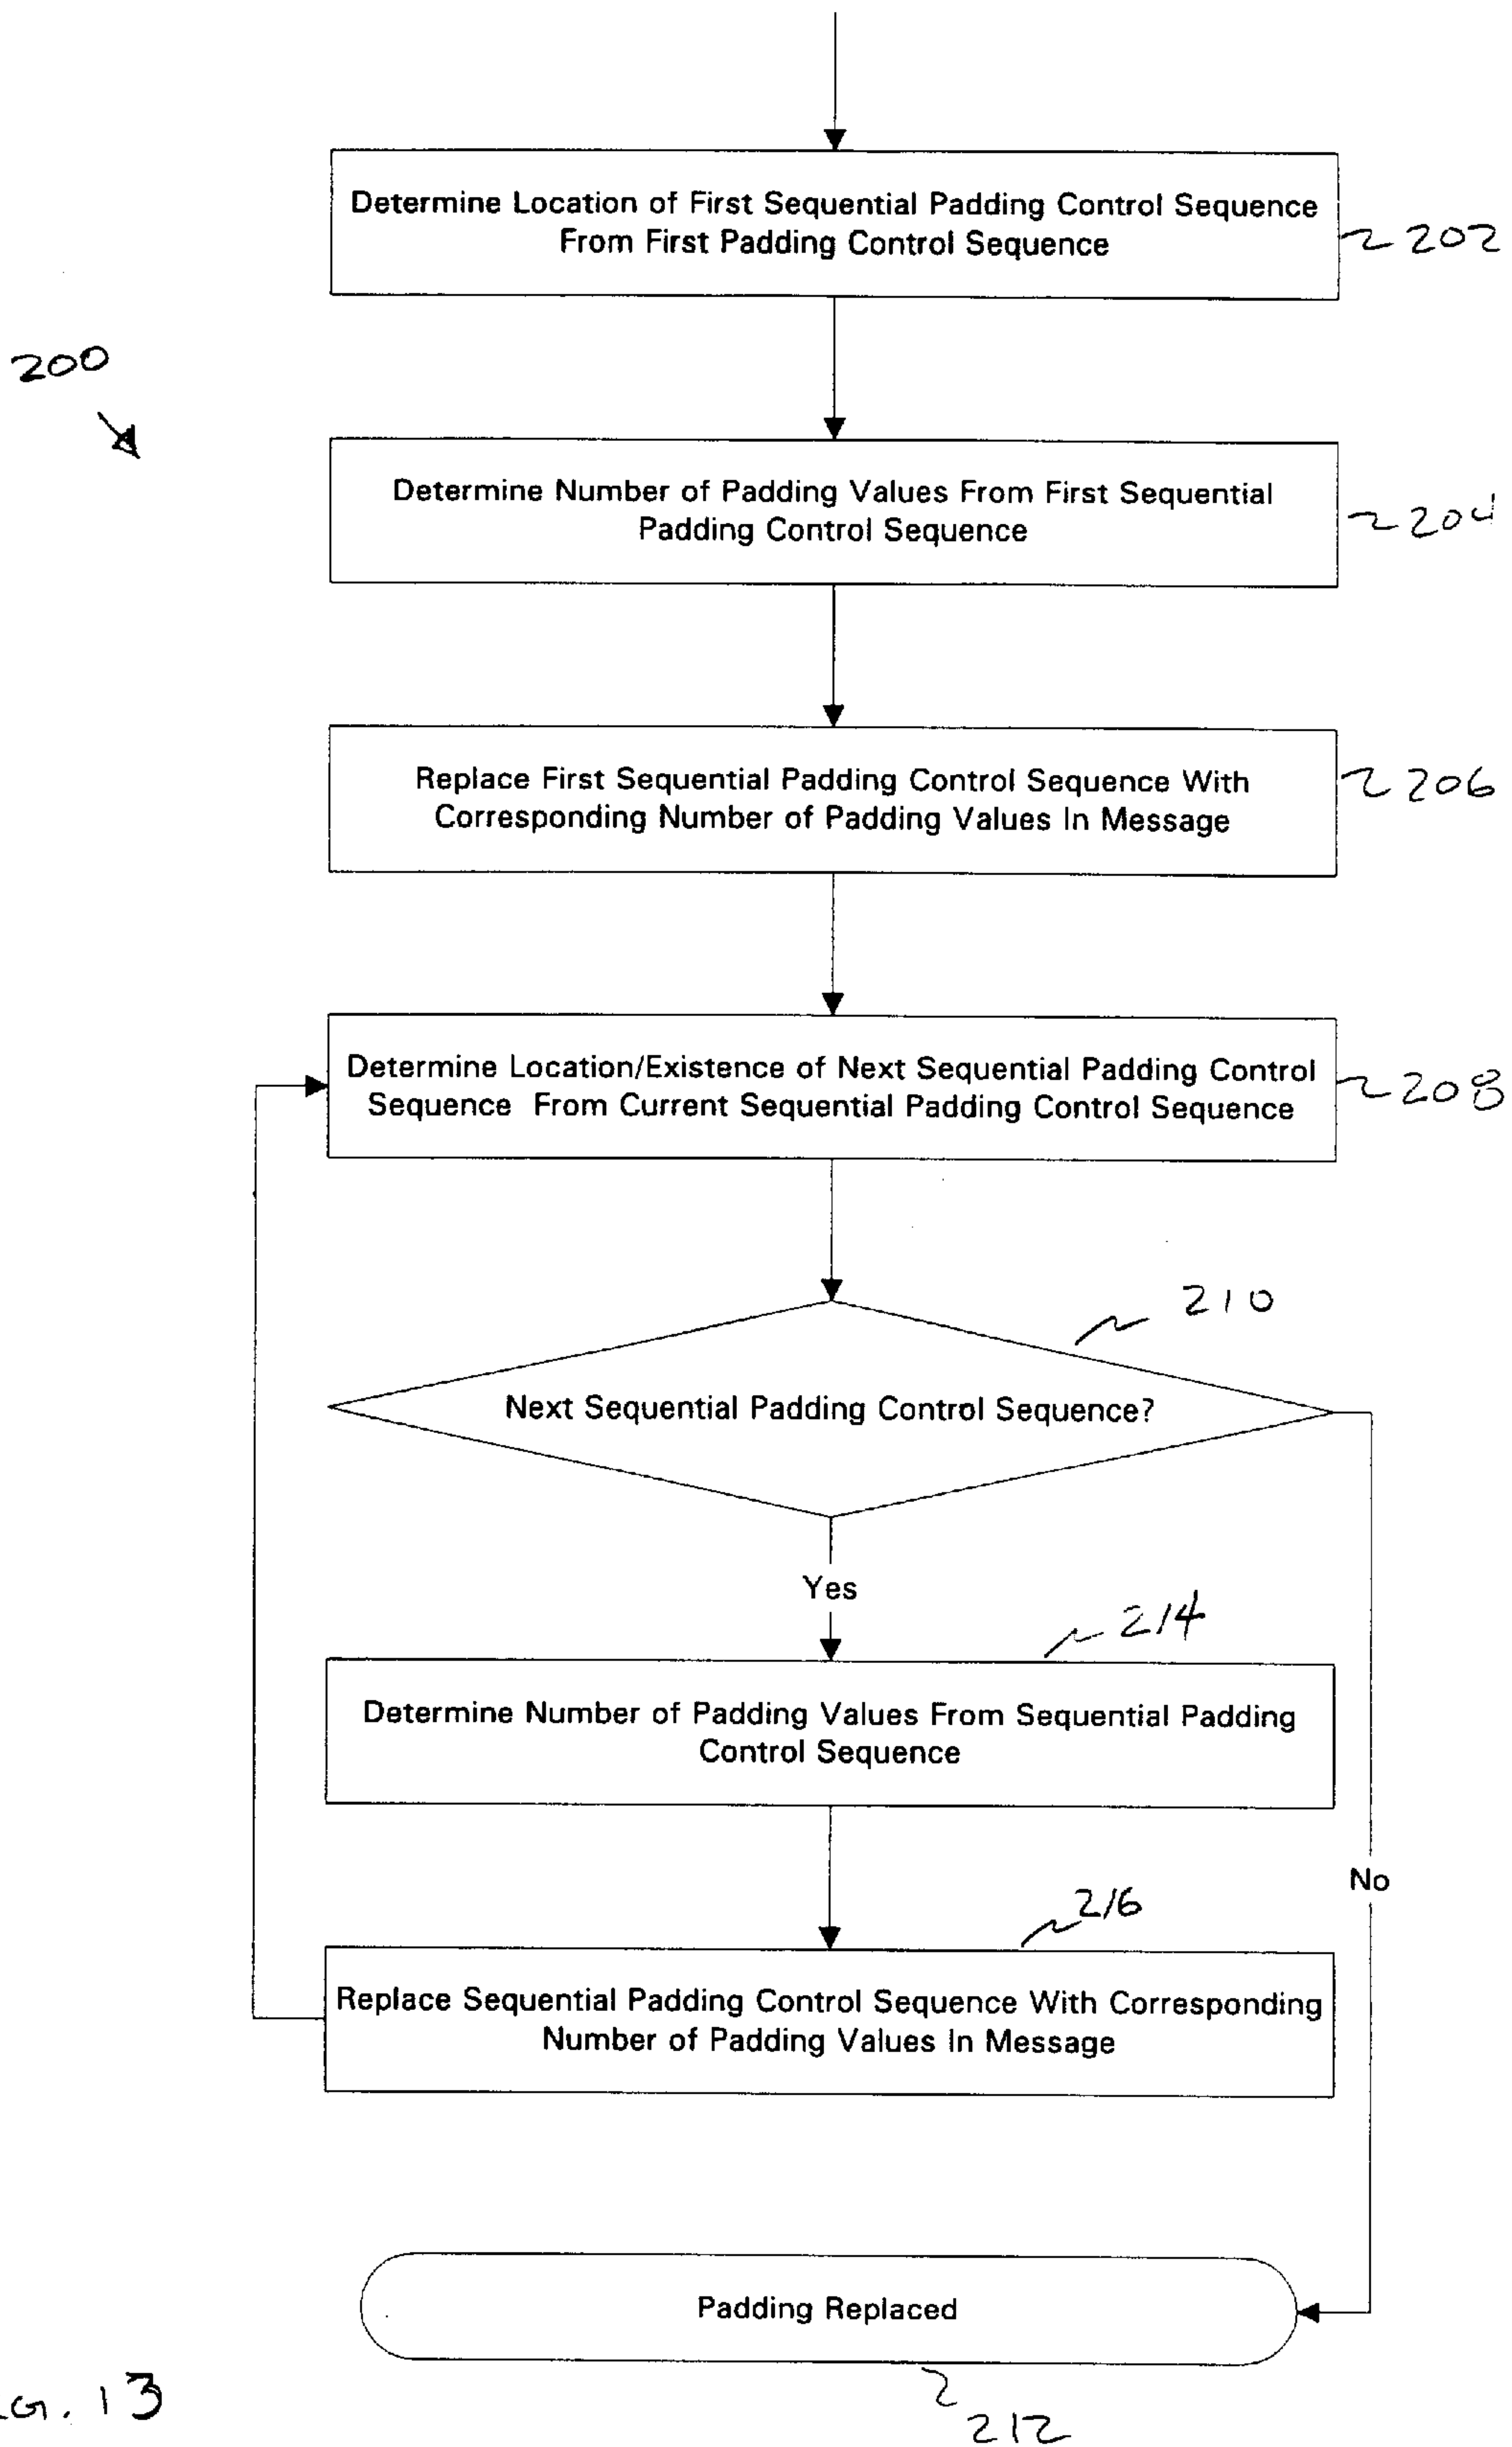 Determine Location of First Sequential Padding Control Sequence
From First Padding Control Sequence
202
200
Determine Number of Padding Values From First Sequential
Padding Control Sequence
204
Replace First Sequential Padding Control Sequence With
Corresponding Number of Padding Values In Message
206
Determine Location/Existence of Next Sequential Padding Control
Sequence From Current Sequential Padding Control Sequence
208
210
Next Sequential Padding Control Sequence?
Yes
214
Determine Number of Padding Values From Sequential Padding
Control Sequence
No
216
Replace Sequential Padding Control Sequence With Corresponding
Number of Padding Values In Message
Padding Replaced
G. 13
212